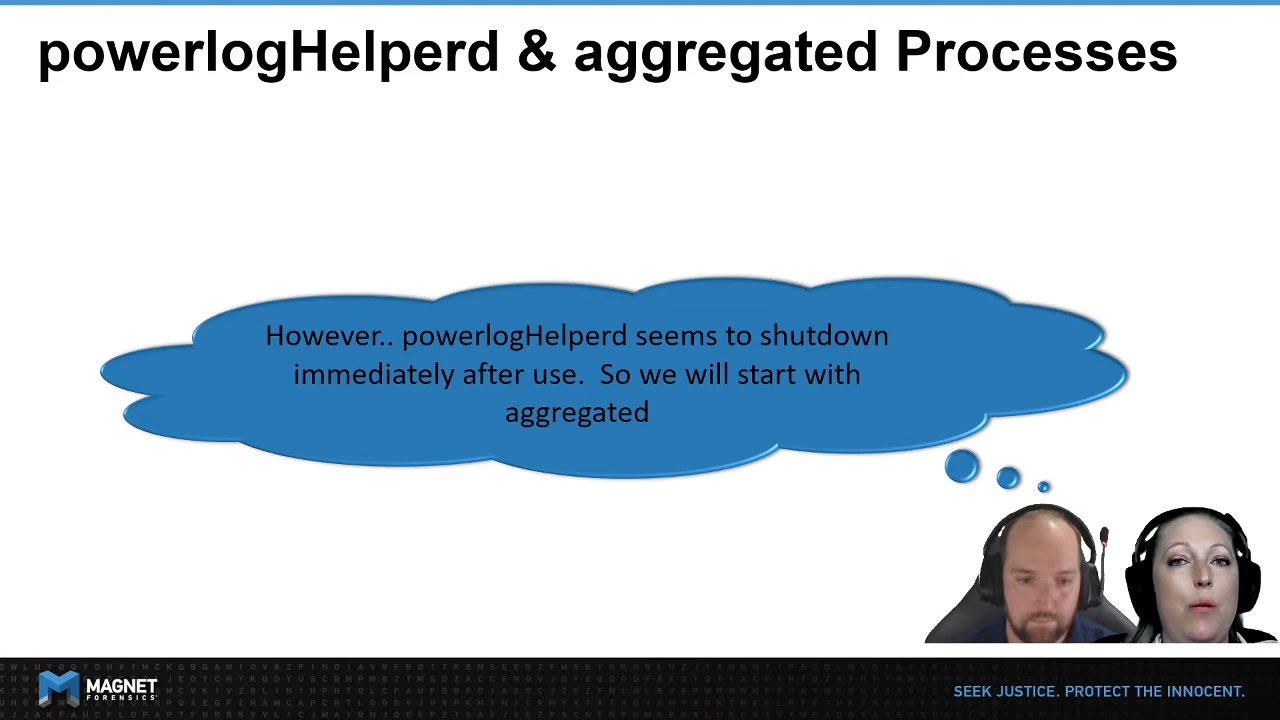 powerlogHelperd & aggregated Processes
However.. powerlogHelperd seems to shutdown
immediately after use.  So we will start with
aggregated
MAGNET
FORENSICS
SEEK JUSTICE. PROTECT THE INNOCENT.